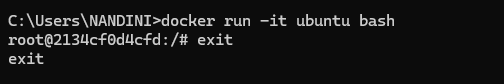 C:\Users\NANDINI>docker run -it ubuntu bash
root@2134cf0d4cfd:/# exit
exit